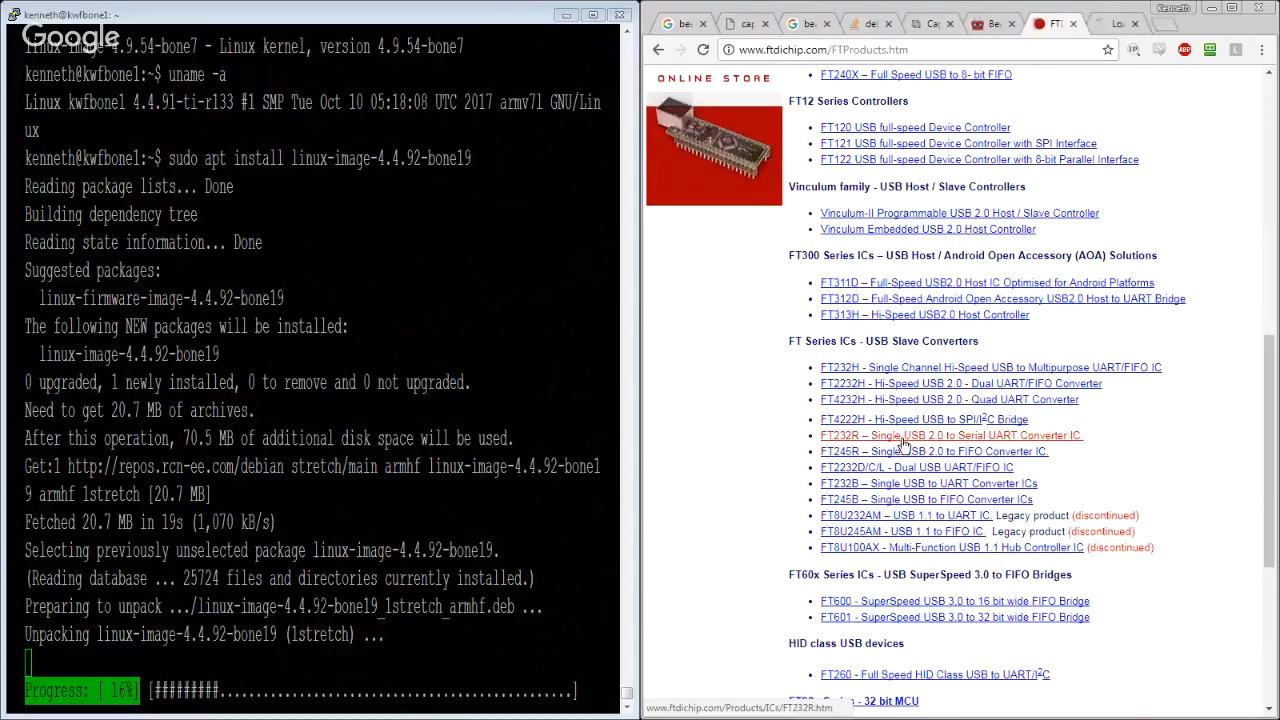 kenneth@kwfbone1: ~
Google
linux-image-4.9.54-bone7 - Linux kernel, version 4.9.54-bone7
kenneth@kwfbone1:~$ uname -a
Linux kwfbone1 4.4.91-ti-r133 #1 SMP Tue Oct 10 05:18:08 UTC 2017 armv7l GNU/Lin
ux
kenneth@kwfbone1:~$ sudo apt install linux-image-4.4.92-bone19
Reading package lists... Done
Building dependency tree
Reading state information... Done
Suggested packages:
linux-firmware-image-4.4.92-bone19
The following NEW packages will be installed:
linux-image-4.4.92-bone19
0 upgraded, 1 newly installed, 0 to remove and 0 not upgraded.
Need to get 20.7 MB of archives.
After this operation, 70.5 MB of additional disk space will be used.
Get:1 http://repos.rcn-ee.com/debian stretch/main armhf linux-image-4.4.92-bone1
9 armhf 1stretch [20.7 MB]
Fetched 20.7 MB in 19s (1,070 kB/s)
Selecting previously unselected package linux-image-4.4.92-bone19.
(Reading database ... 25724 files and directories currently installed.)
Preparing to unpack .../linux-image-4.4.92-bone19_1stretch_armhf.deb ...
Unpacking linux-image-4.4.92-bone19 (1stretch) ...
Progress: [ 16%] [#########..................................................]
Kenneth
bea
cap
bea
deb
Cap
Be
FT
Lo
www.ftdichip.com/FTProducts.htm
ONLINE STORE
FT240X – Full Speed USB to 8- bit FIFO
FT12 Series Controllers
FT120 USB full-speed Device Controller
FT121 USB full-speed Device Controller with SPI Interface
FT122 USB full-speed Device Controller with 8-bit Parallel Interface
Vinculum family - USB Host / Slave Controllers
Vinculum-II Programmable USB 2.0 Host / Slave Controller
Vinculum Embedded USB 2.0 Host Controller
FT300 Series ICs – USB Host / Android Open Accessory (AOA) Solutions
FT311D – Full-Speed USB2.0 Host IC Optimised for Android Platforms
FT312D – Full-Speed Android Open Accessory USB2.0 Host to UART Bridge
FT313H – Hi-Speed USB2.0 Host Controller
FT Series ICs - USB Slave Converters
FT232H - Single Channel Hi-Speed USB to Multipurpose UART/FIFO IC
FT2232H - Hi-Speed USB 2.0 - Dual UART/FIFO Converter
FT4232H - Hi-Speed USB 2.0 - Quad UART Converter
FT4222H - Hi-Speed USB to SPI/I2C Bridge
FT232R – Single USB 2.0 to Serial UART Converter IC.
FT245R – Single USB 2.0 to FIFO Converter IC.
FT2232D/C/L - Dual USB UART/FIFO IC
FT232B – Single USB to UART Converter ICs
FT245B – Single USB to FIFO Converter ICs
FT8U232AM – USB 1.1 to UART IC. Legacy product (discontinued)
FT8U245AM - USB 1.1 to FIFO IC. Legacy product (discontinued)
FT8U100AX - Multi-Function USB 1.1 Hub Controller IC (discontinued)
FT60x Series ICs - USB SuperSpeed 3.0 to FIFO Bridges
FT600 - SuperSpeed USB 3.0 to 16 bit wide FIFO Bridge
FT601 - SuperSpeed USB 3.0 to 32 bit wide FIFO Bridge
HID class USB devices
FT260 - Full Speed HID Class USB to UART/I2C
- 32 bit MCU
www.ftdichip.com/Products/ICs/FT232R.htm